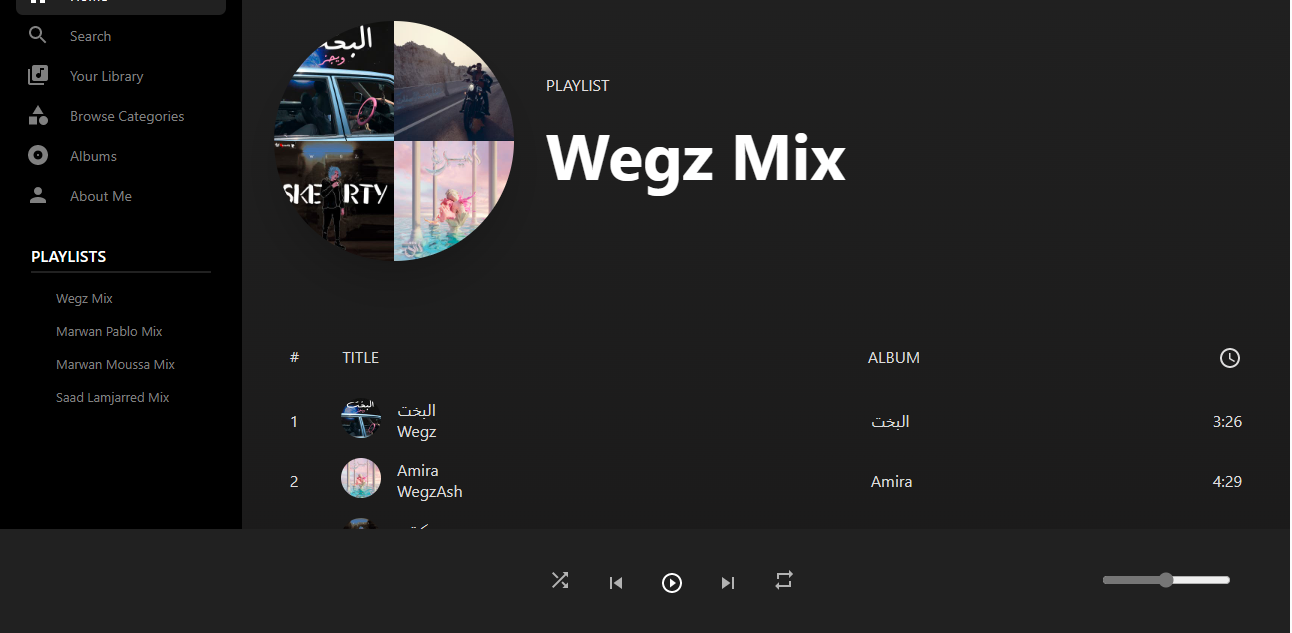 Home
Search
Your Library
Browse Categories
Albums
About Me
PLAYLISTS
Wegz Mix
Marwan Pablo Mix
Marwan Moussa Mix
Saad Lamjarred Mix
البخت
ويجز
PLAYLIST
Wegz Mix
# TITLE ALBUM
1 البخت البخت 3:26
Wegz
2 Amira Amira 4:29
WegzAsh